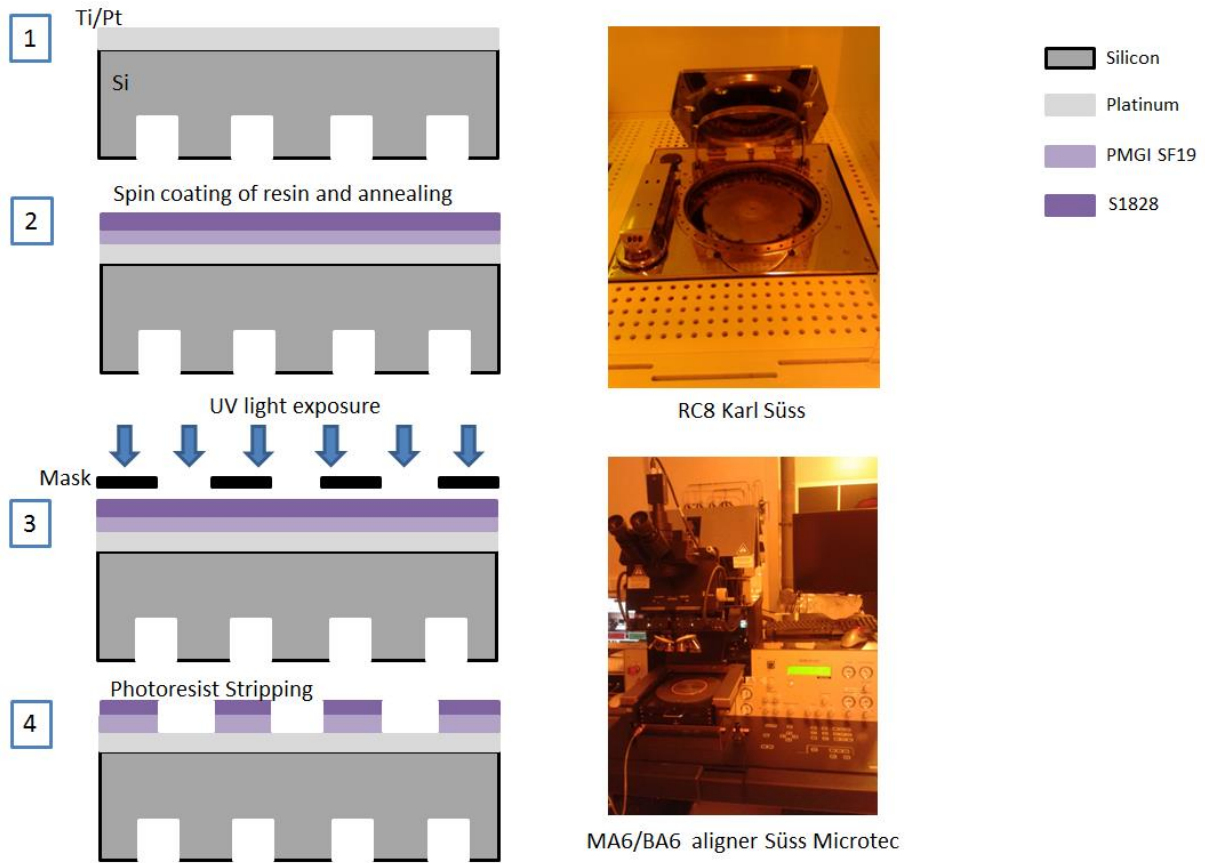 Ti/Pt
1
Si
Spin coating of resin and annealing
2
UV light exposure
Mask
3
Photoresist Stripping
4
RC8 Karl Süss
MA6/BA6 aligner Süss Microtec
Silicon
Platinum
PMGI SF19
S1828